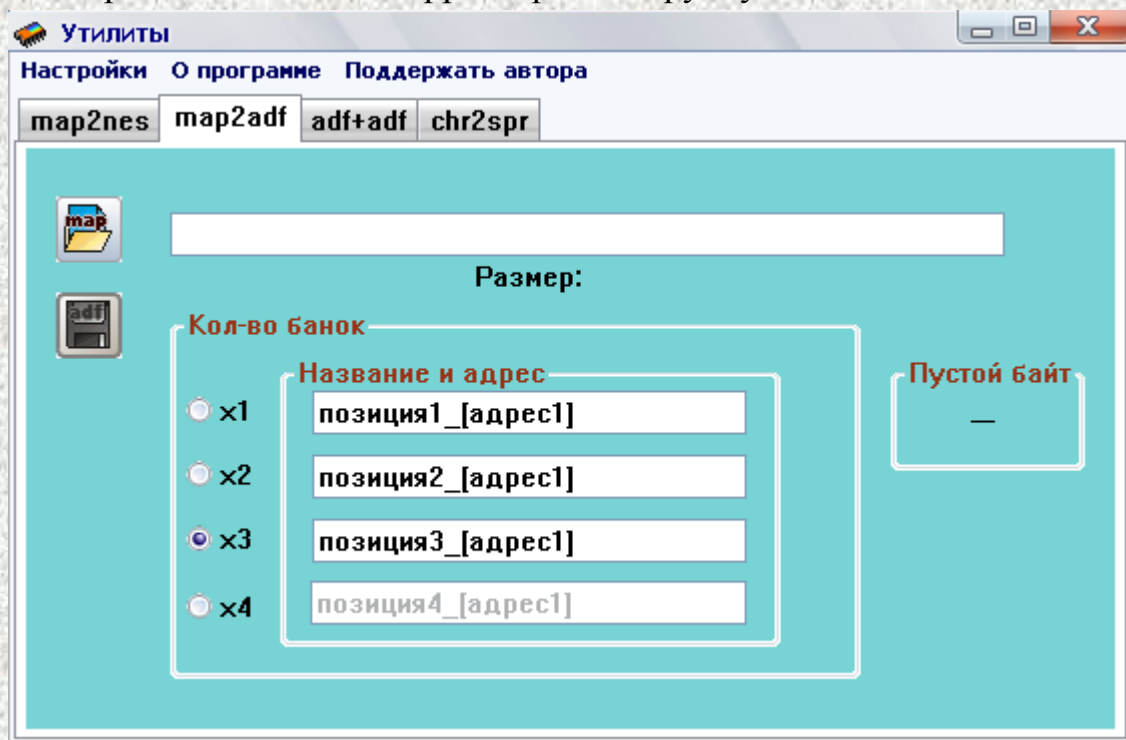 Утилиты
Настройки О программе Поддержать автора
map2nes map2adf adf+adf chr2spr
map
Размер:
adf
Кол-во банок
Название и адрес
Пустой байт
x1 позиция1_[адрес1]
—
x2 позиция2_[адрес1]
x3 позиция3_[адрес1]
x4 позиция4_[адрес1]